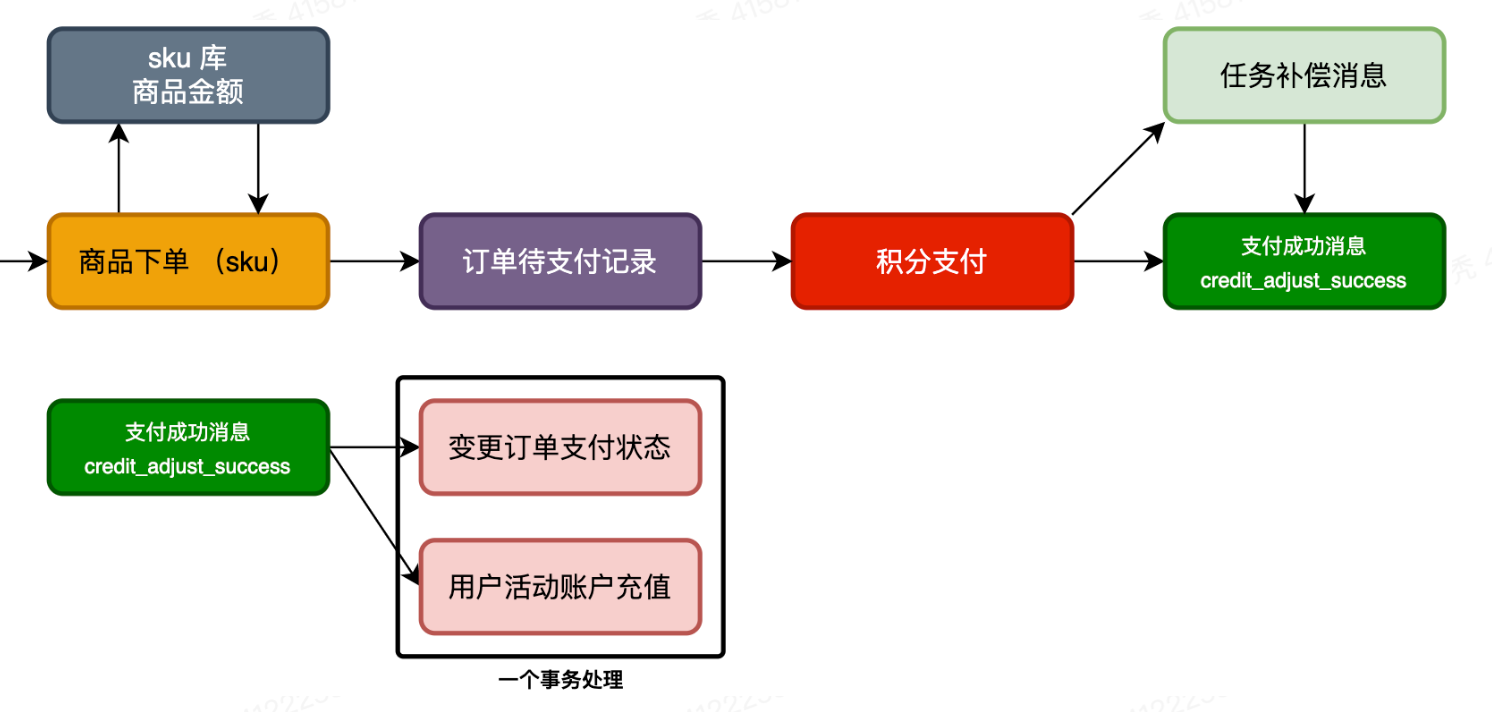 sku 库
商品金额
任务补偿消息
商品下单 （sku）
订单待支付记录
积分支付
支付成功消息
credit_adjust_success
支付成功消息
credit_adjust_success
变更订单支付状态
用户活动账户充值
一个事务处理